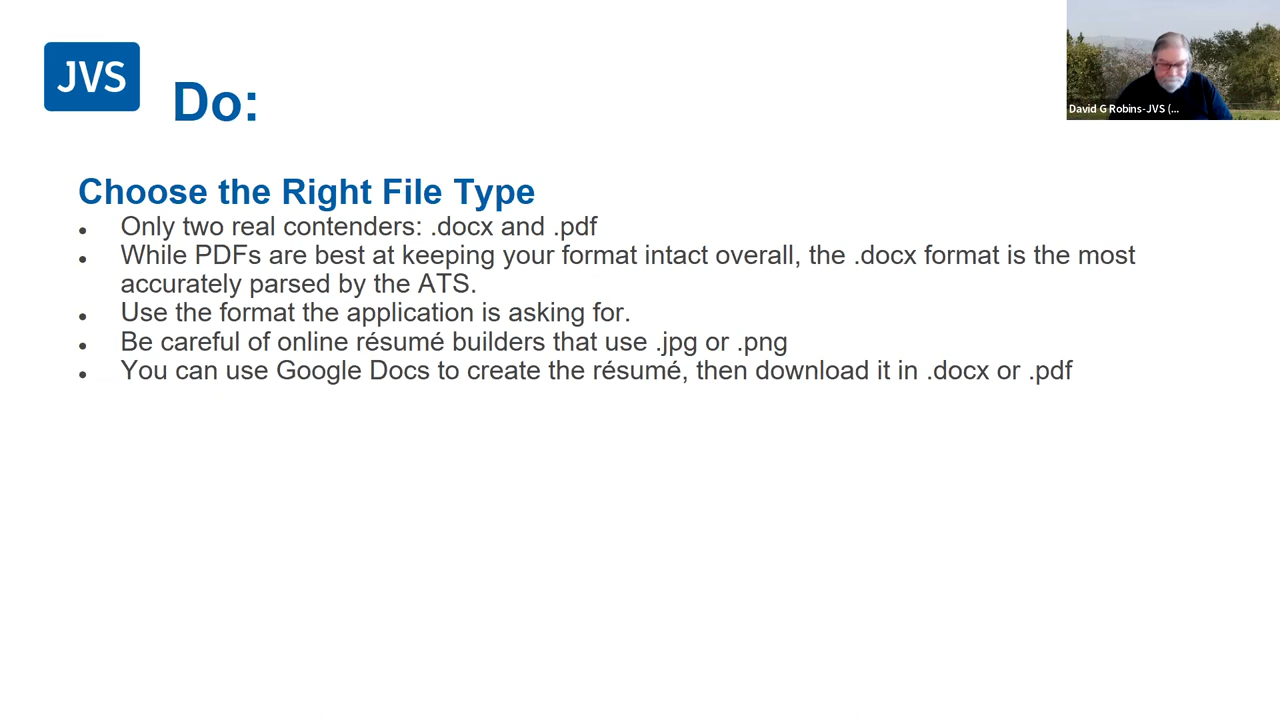 JVS
Do:
David G Robins-JVS (...
Choose the Right File Type
• Only two real contenders: .docx and .pdf
• While PDFs are best at keeping your format intact overall, the .docx format is the most
accurately parsed by the ATS.
• Use the format the application is asking for.
• Be careful of online résumé builders that use .jpg or .png
• You can use Google Docs to create the résumé, then download it in .docx or .pdf